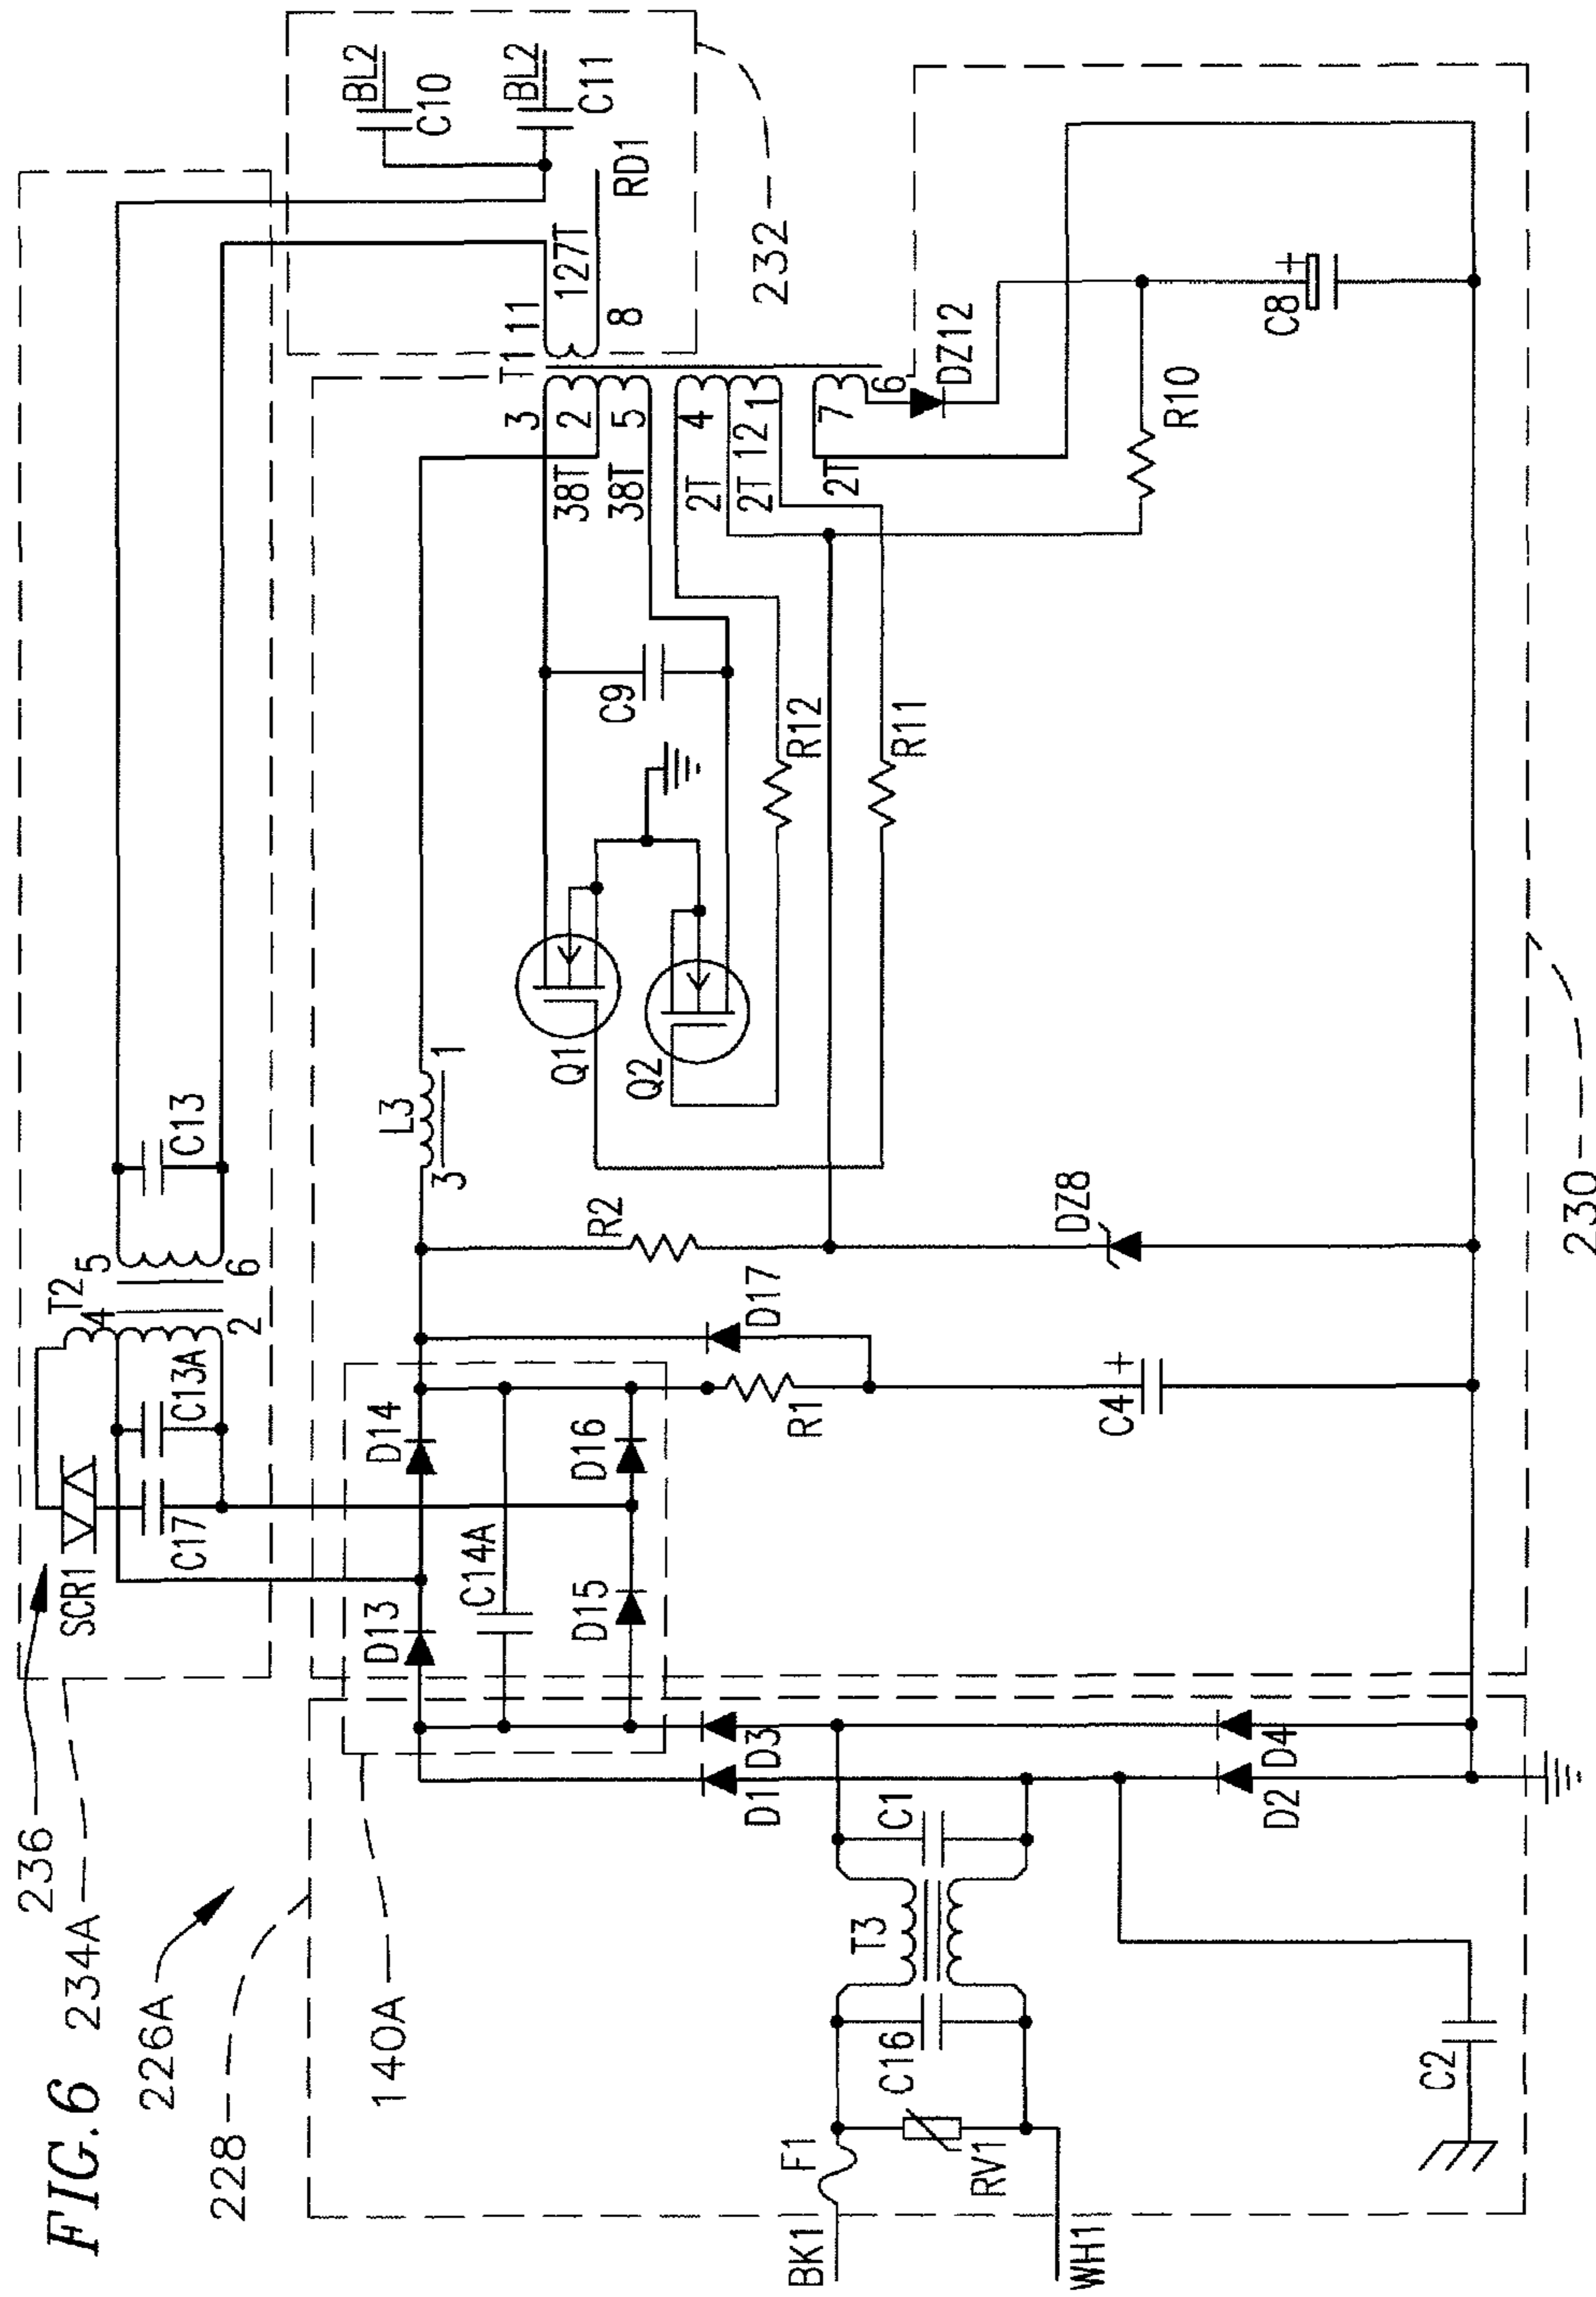 FIG.6
236
234A
226A
228
140A
BL2
C10
BL2
C11
RD1
232
T1
11
127T
8
3
2
5
38T
38T
4
12
1
2T
2T
7
6
2T
DZ12
C8
+
R10
C9
R12
R11
Q1
Q2
L3
1
3
C13
T2
5
6
4
2
C13A
C17
SCR1
R2
DZ8
230
D17
D14
D16
R1
C4
+
C14A
D13
D15
D1
D3
D2
D4
C1
T3
C16
F1
RV1
BK1
WH1
C2